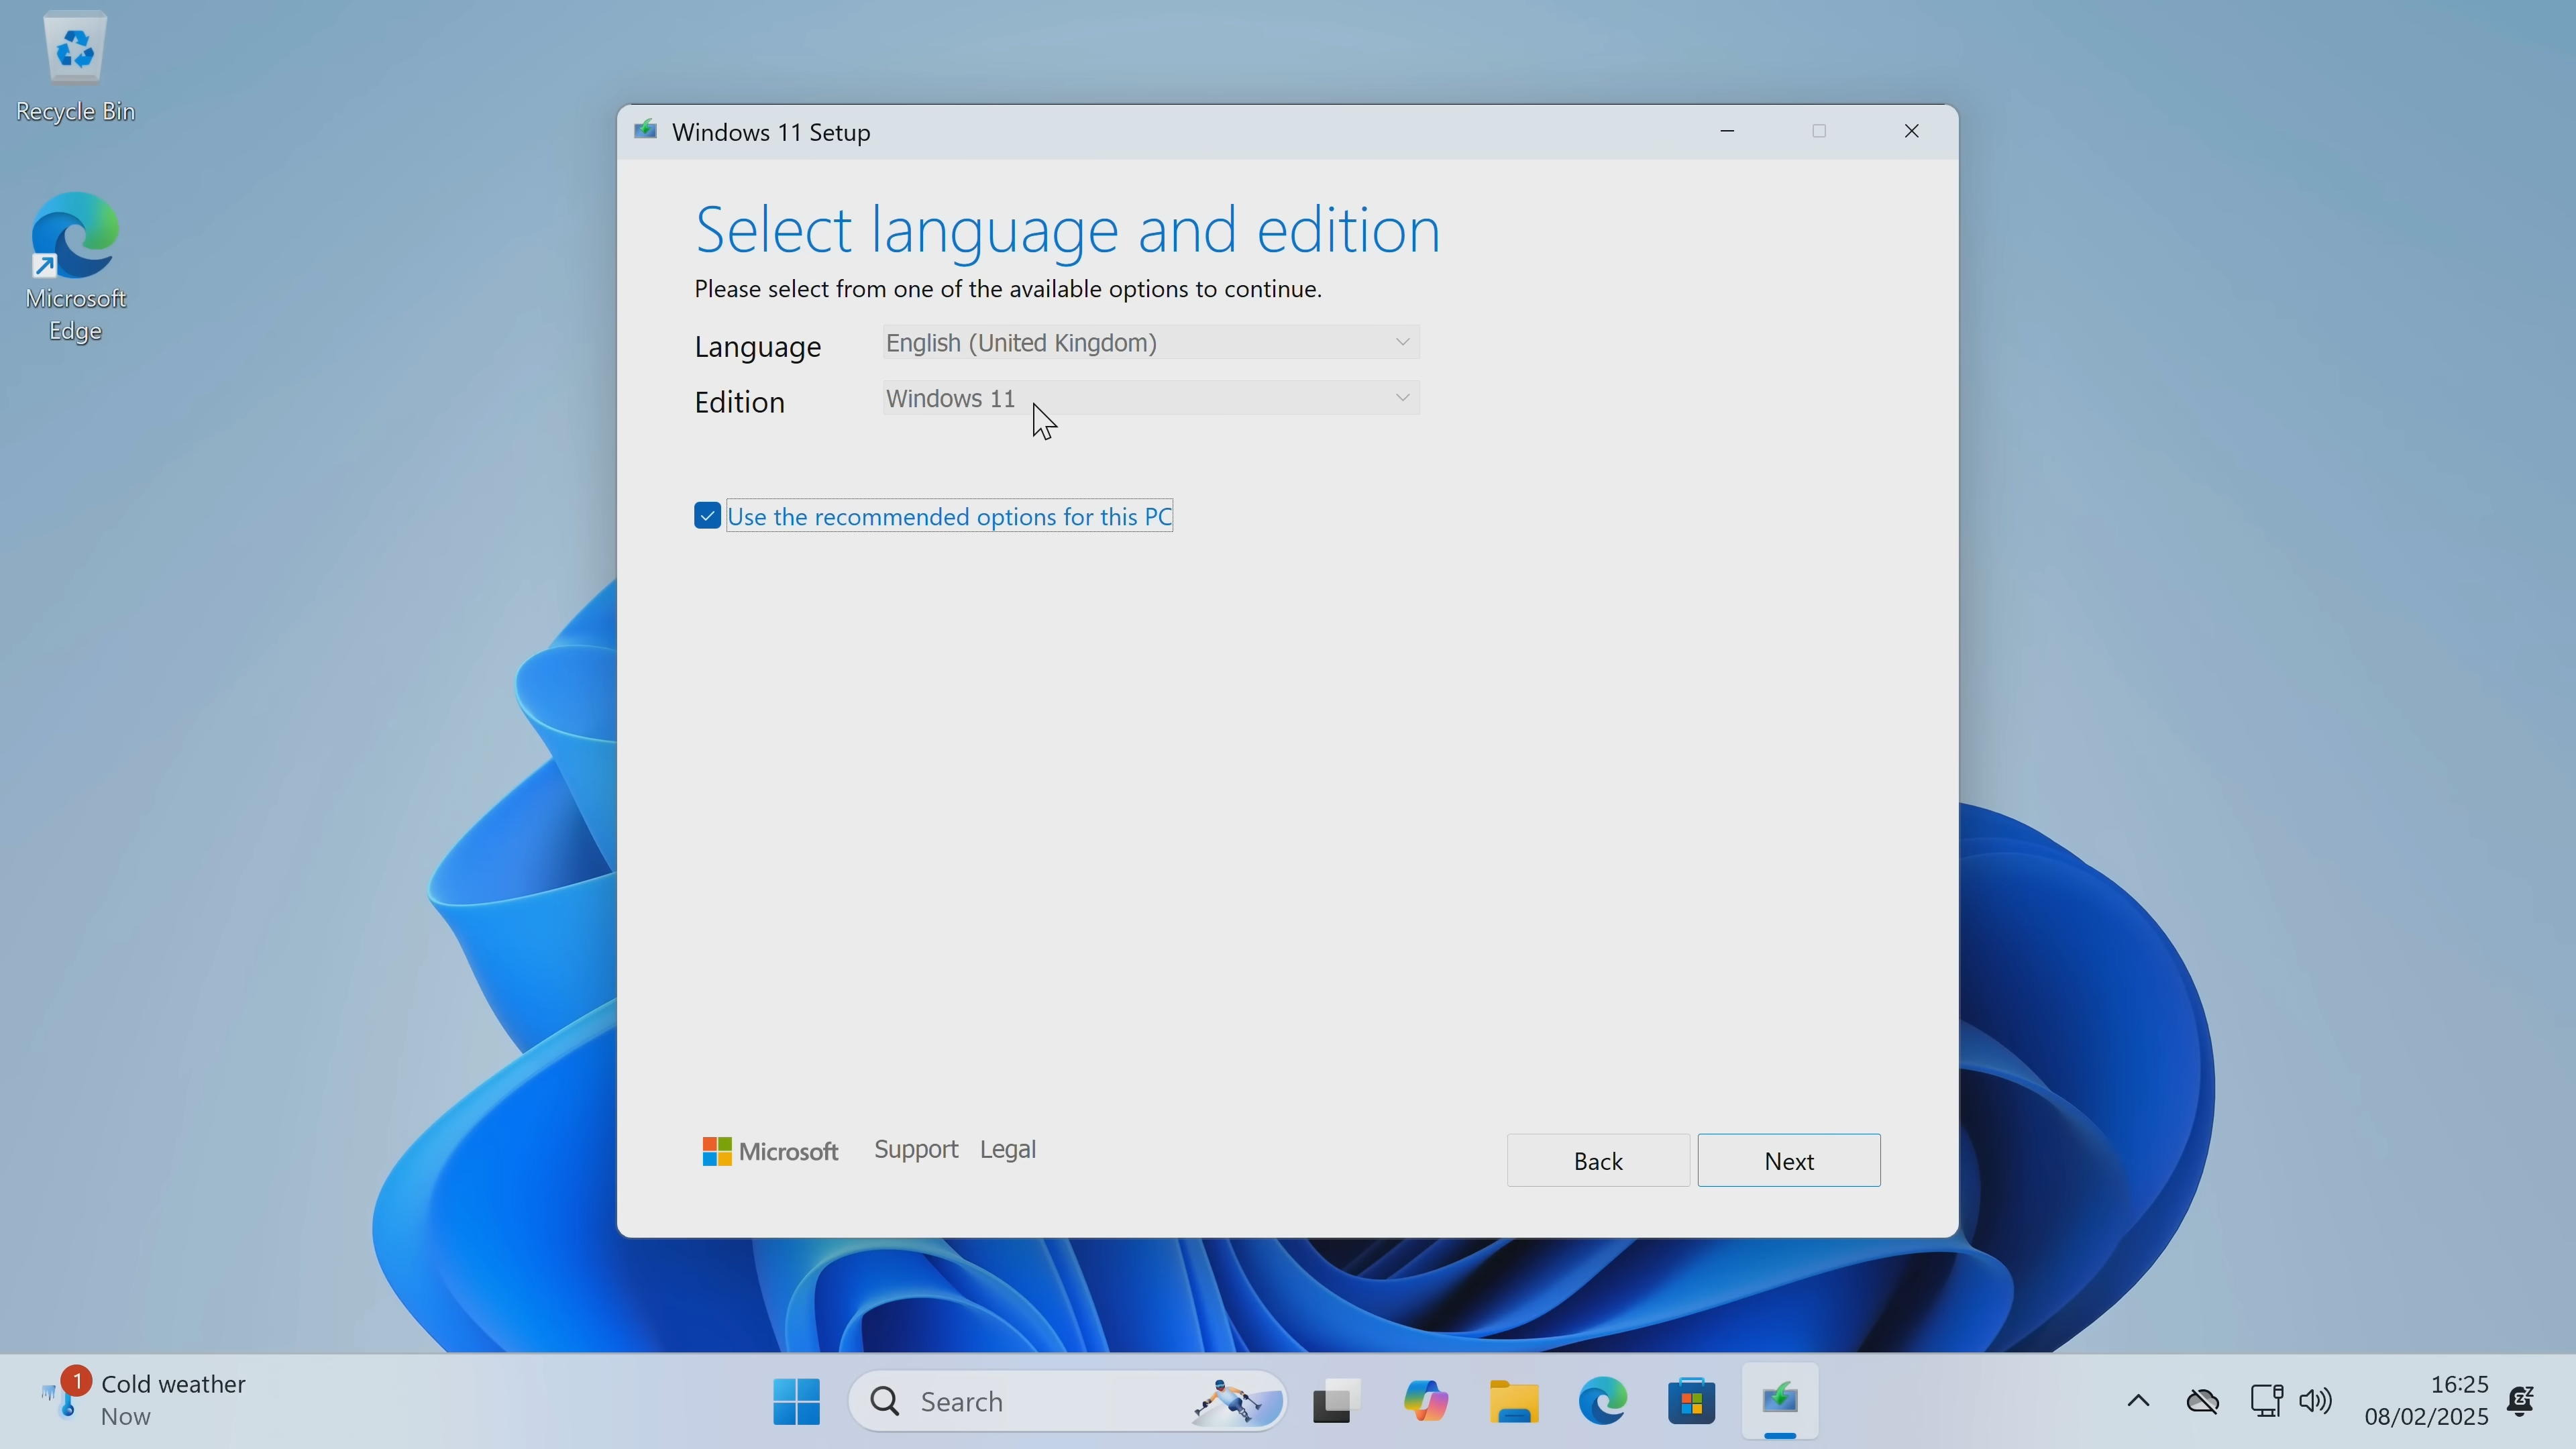 Recycle Bin
Microsoft
Edge
Windows 11 Setup
Select language and edition
Please select from one of the available options to continue.
Language
English (United Kingdom)
Edition
Windows 11
Use the recommended options for this PC
Microsoft
Support
Legal
Back
Next
1
Cold weather
Now
Search
16:25
08/02/2025